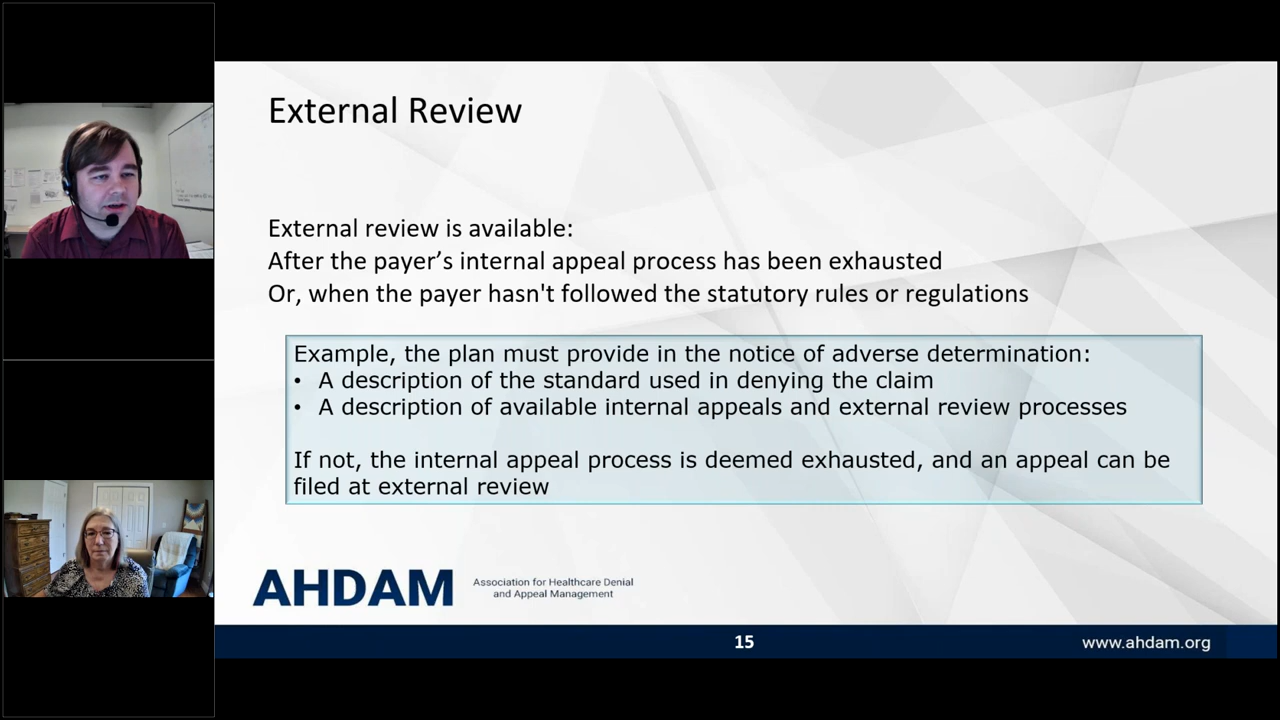 External Review
External review is available:
After the payer’s internal appeal process has been exhausted
Or, when the payer hasn't followed the statutory rules or regulations
Example, the plan must provide in the notice of adverse determination:
• A description of the standard used in denying the claim
• A description of available internal appeals and external review processes
If not, the internal appeal process is deemed exhausted, and an appeal can be
filed at external review
AHDAM
Association for Healthcare Denial
and Appeal Management
15
www.ahdam.org